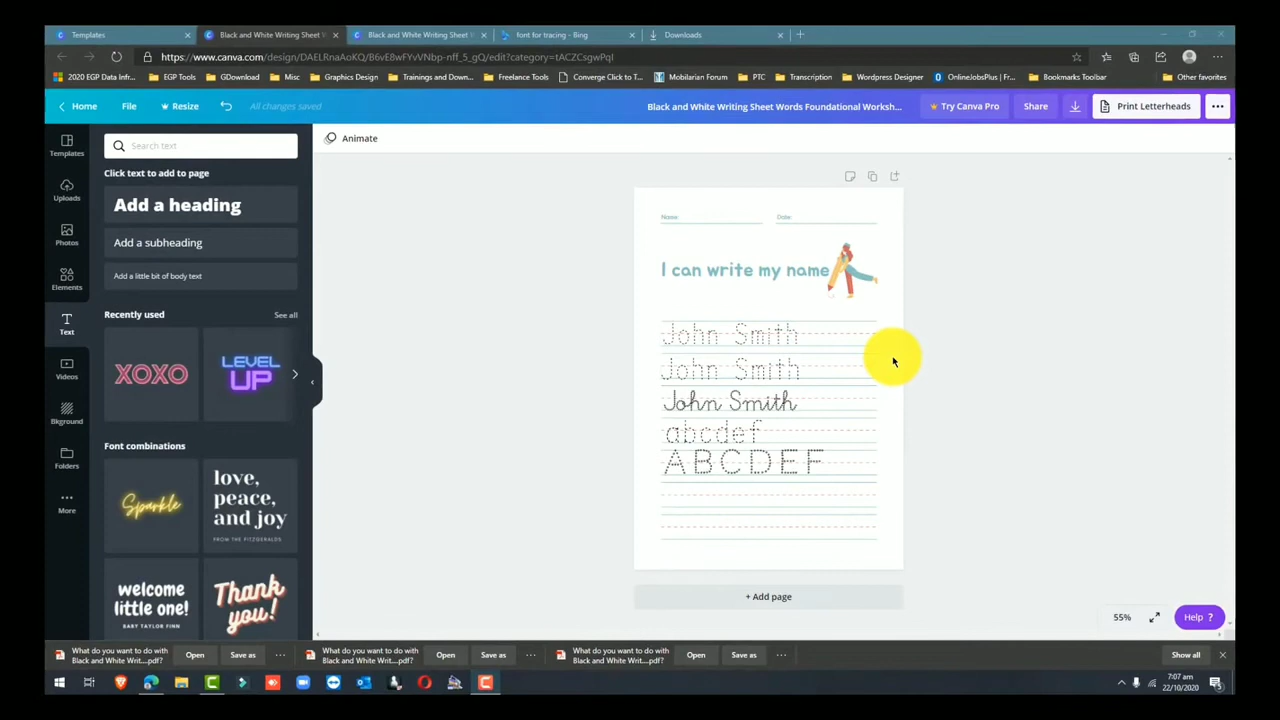 Templates
Black and White Writing Sheet W
Black and White Writing Sheet W
font for tracing - Bing
Downloads
https://www.canva.com/design/DAELRnaAoKQ/B6vE8wFYvVNbp-nff_5_gQ/edit?category=tACZCsgwPqI
2020 EGP Data Infr...
EGP Tools
GDownload
Misc
Graphics Design
Trainings and Down...
Freelance Tools
Converge Click to T...
Mobilarian Forum
PTC
Transcription
Wordpress Designer
OnlineJobsPlus | Fr...
Bookmarks Toolbar
Other favorites
Home
File
Resize
All changes saved
Black and White Writing Sheet Words Foundational Worksh...
Try Canva Pro
Share
Print Letterheads
Templates
Uploads
Photos
Elements
Text
Videos
Bkground
Folders
More
Search text
Click text to add to page
Add a heading
Add a subheading
Add a little bit of body text
Recently used
See all
XOXO
LEVEL
UP
Font combinations
Sparkle
love,
peace,
and joy
FROM THE FITZGERALDS
welcome
little one!
BABY TAYLOR FINN
Thank
you!
Animate
Name:
Date:
I can write my name
John Smith
John Smith
John Smith
abcdef
ABCDEF
+ Add page
55%
Help ?
What do you want to do with
Black and White Writ....pdf?
Open
Save as
What do you want to do with
Black and White Writ....pdf?
Open
Save as
What do you want to do with
Black and White Writ....pdf?
Open
Save as
Show all
7:07 am
22/10/2020